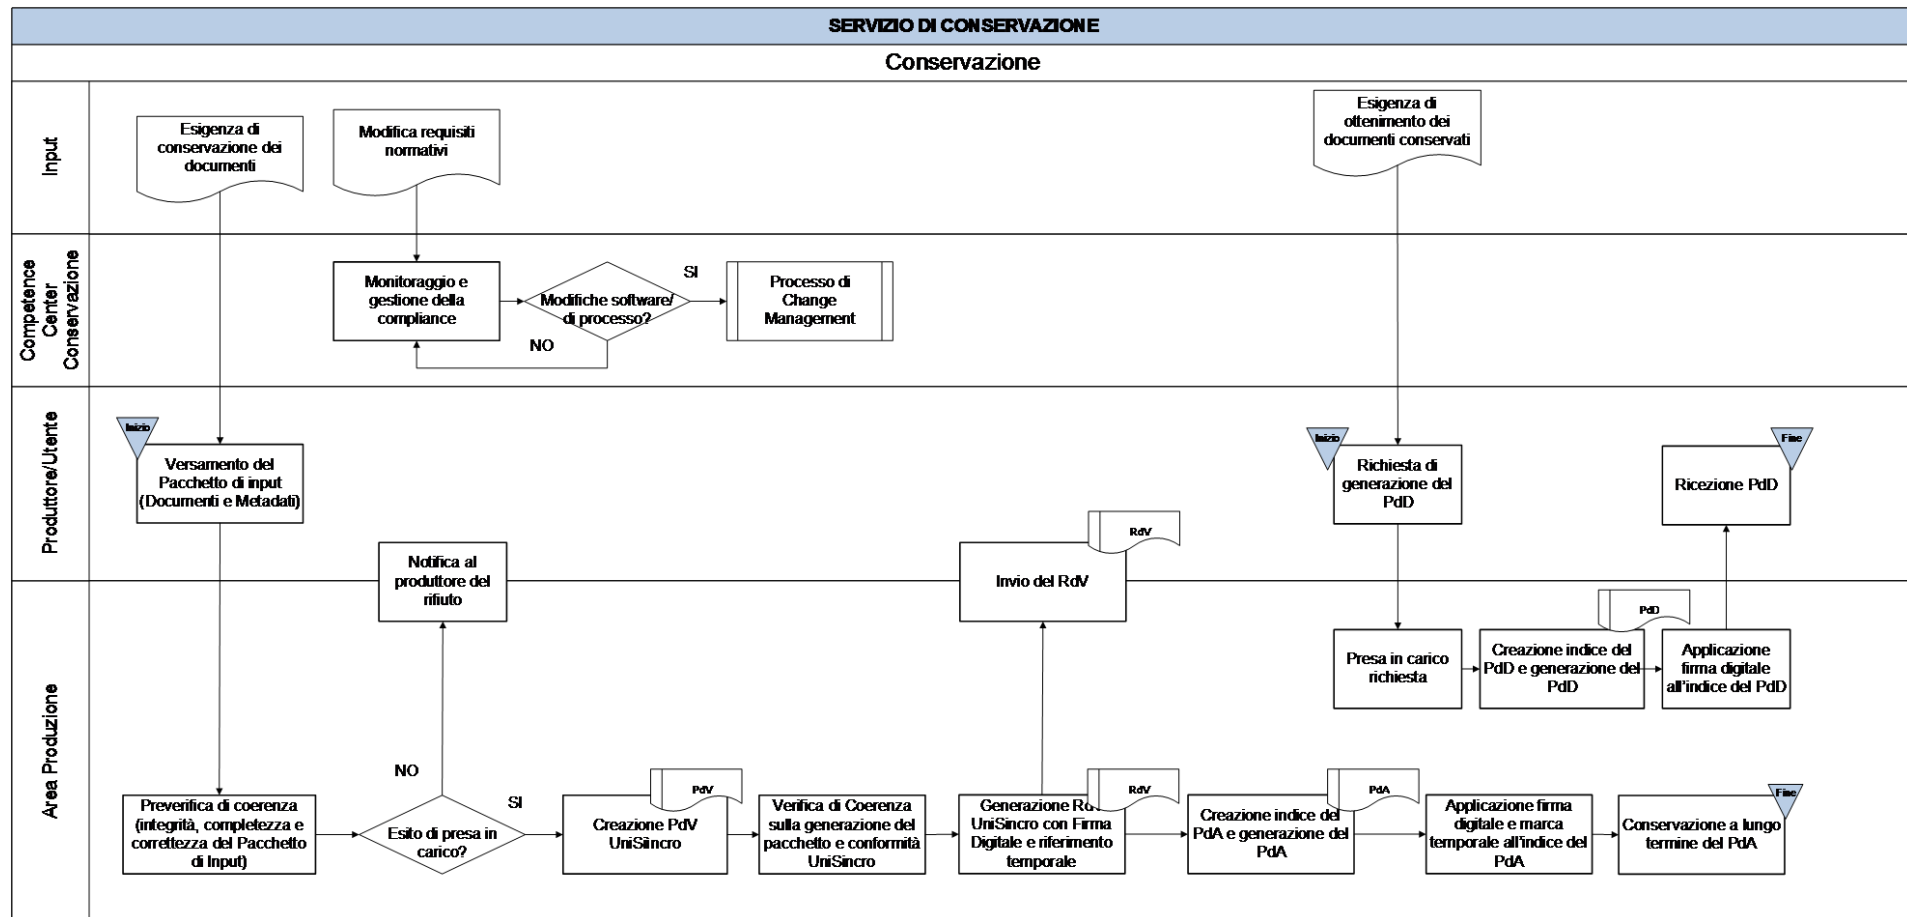 SERVIZIO DI CONSERVAZIONE
Conservazione
Input
Esigenza di
conservazione dei
documenti
Modifica requisiti
normativi
Esigenza di
ottenimento dei
documenti conservati
Competence
Center
Conservazione
Monitoraggio e
gestione della
compliance
Modifiche software/
di processo?
SI
NO
Processo di
Change
Management
Produttore/Utente
Inizio
Versamento del
Pacchetto di input
(Documenti e Metadati)
Notifica al
produttore del
rifiuto
RdV
Invio del RdV
Inizio
Richiesta di
generazione del
PdD
Fine
Ricezione PdD
Area Produzione
Presa in carico
richiesta
PdD
Creazione indice del
PdD e generazione del
PdD
Applicazione
firma digitale
all'indice del PdD
Preverifica di coerenza
(integrità, completezza e
correttezza del Pacchetto
di Input)
NO
Esito di presa in
carico?
SI
PdV
Creazione PdV
UniSiincro
Verifica di Coerenza
sulla generazione del
pacchetto e conformità
UniSincro
RdV
Generazione RdV
UniSincro con Firma
Digitale e riferimento
temporale
PdA
Creazione indice del
PdA e generazione del
PdA
Applicazione firma
digitale e marca
temporale all'indice del
PdA
Fine
Conservazione a lungo
termine del PdA